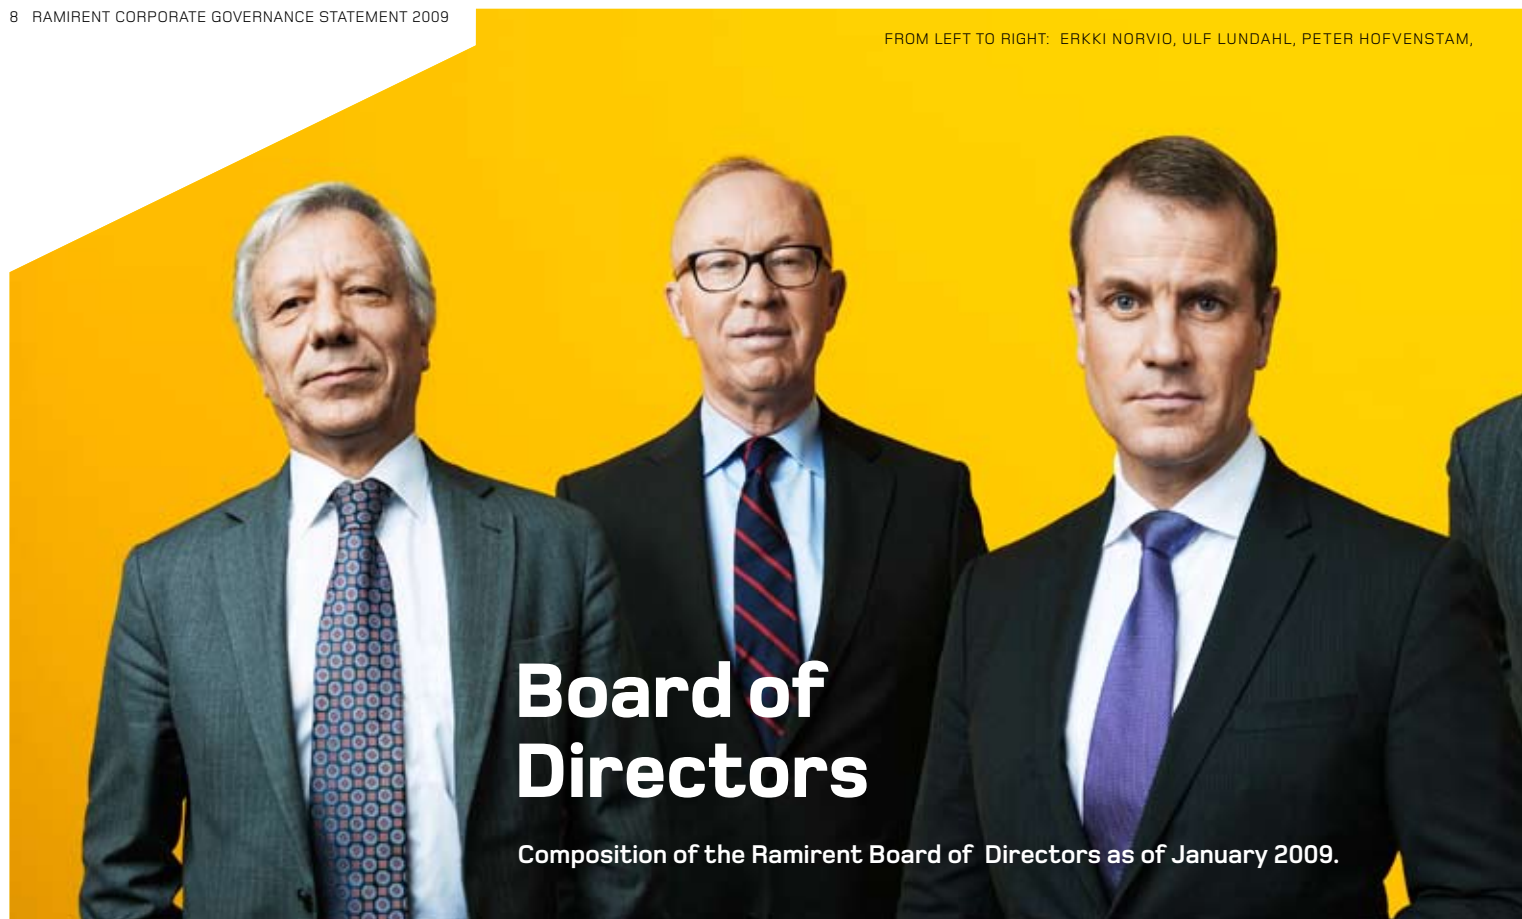 8 RAMIRENT CORPORATE GOVERNANCE STATEMENT 2009
FROM LEFT TO RIGHT: ERKKI NORVIO, ULF LUNDAHL, PETER HOFVENSTAM,
Board of
Directors
Composition of the Ramirent Board of Directors as of January 2009.